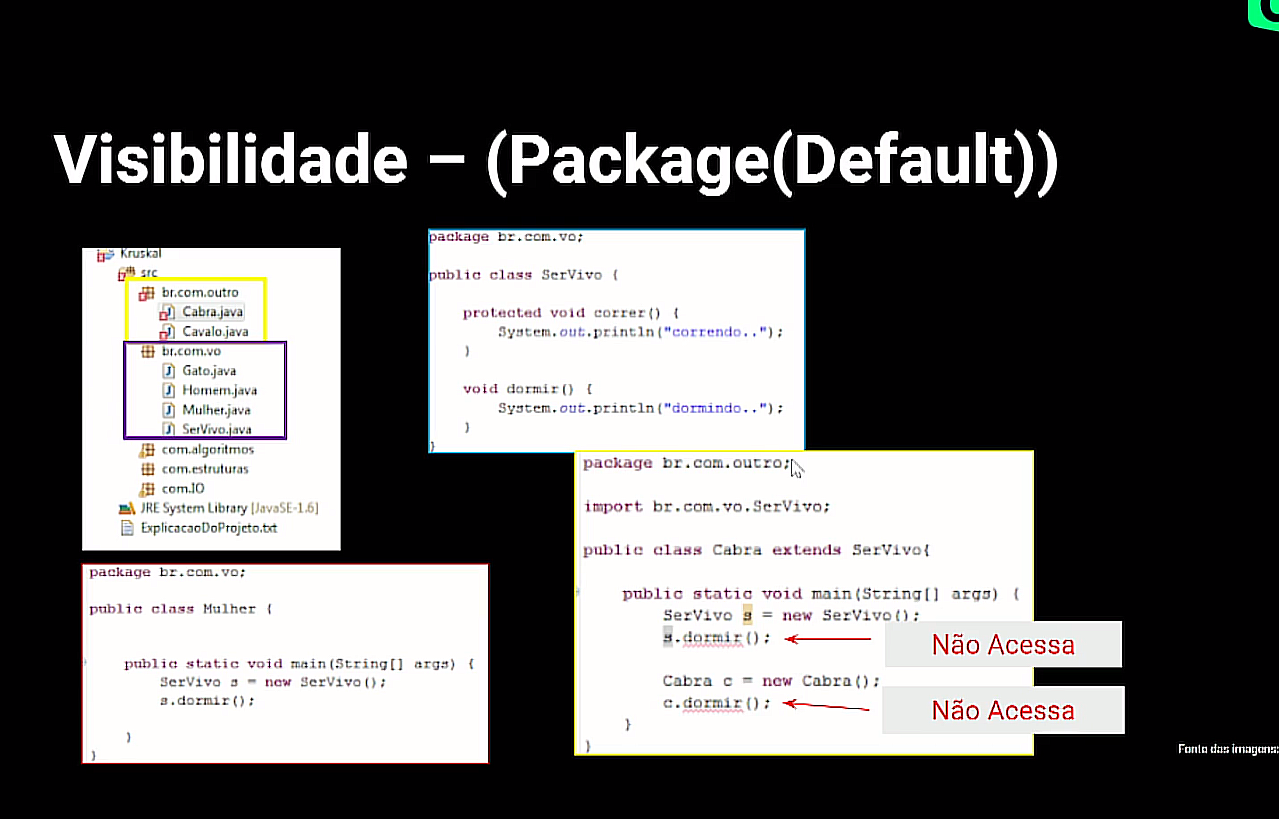 Visibilidade – (Package(Default))
Kruskal
src
br.com.outro
Cabra.java
Cavalo.java
br.com.vo
Gato.java
Homem.java
Mulher.java
SerVivo.java
com.algoritmos
com.estruturas
com.IO
JRE System Library [JavaSE-1.6]
ExplicacaoDoProjeto.txt
package br.com.vo;
public class SerVivo {
protected void correr() {
System.out.println("correndo..");
}
void dormir() {
System.out.println("dormindo..");
}
}
package br.com.vo;
public class Mulher {
public static void main(String[] args) {
SerVivo s = new SerVivo();
s.dormir();
}
}
package br.com.outro;
import br.com.vo.SerVivo;
public class Cabra extends SerVivo{
public static void main(String[] args) {
SerVivo s = new SerVivo();
s.dormir();
Não Acessa
Cabra c = new Cabra();
c.dormir();
Não Acessa
}
}
Fonte das imagens: